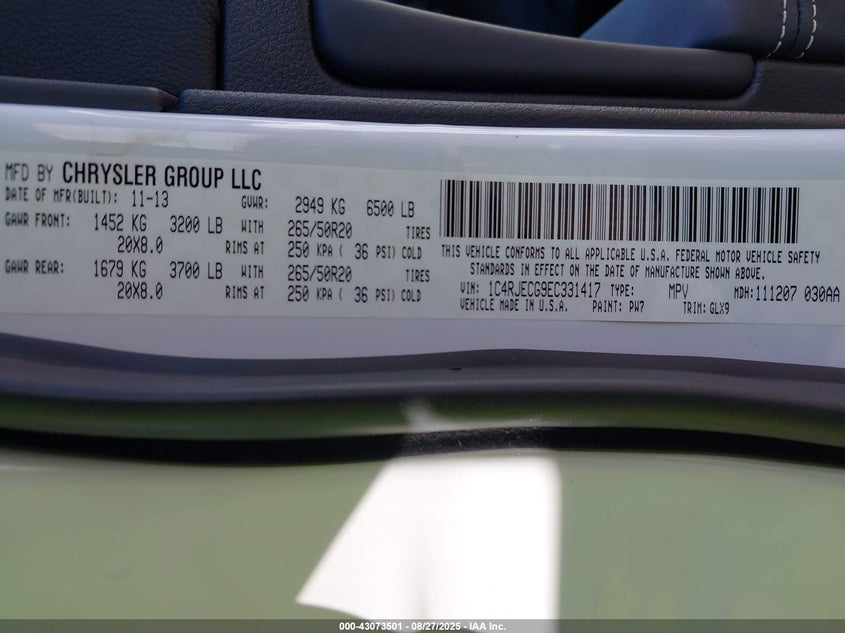 MFD BY CHRYSLER GROUP LLC
DATE OF MFR(BUILT): 11-13 GVWR: 2949 KG 6500 LB
GAWR FRONT: 1452 KG 3200 LB WITH 265/50R20 TIRES
20X8.0 RIMS AT 250 KPA ( 36 PSI) COLD
GAWR REAR: 1679 KG 3700 LB WITH 265/50R20 TIRES
20X8.0 RIMS AT 250 KPA ( 36 PSI) COLD
THIS VEHICLE CONFORMS TO ALL APPLICABLE U.S.A. FEDERAL MOTOR VEHICLE SAFETY
STANDARDS IN EFFECT ON THE DATE OF MANUFACTURE SHOWN ABOVE.
VIN: 1C4RJECG9EC331417 TYPE: MPV MDH:111207 030AA
VEHICLE MADE IN U.S.A. PAINT: PW7 TRIM: GLX9
000-43073501 - 08/27/2025 - IAA Inc.